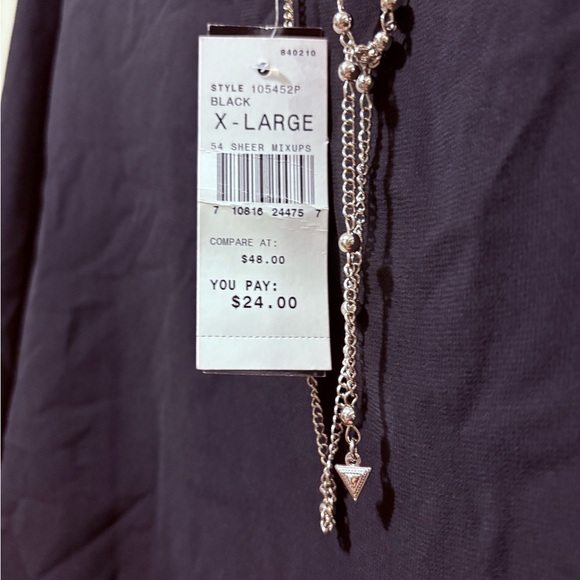 840210
STYLE 105452P
BLACK
X-LARGE
54 SHEER MIXUPS
7 10816 24475 7
COMPARE AT:
$48.00
YOU PAY:
$24.00